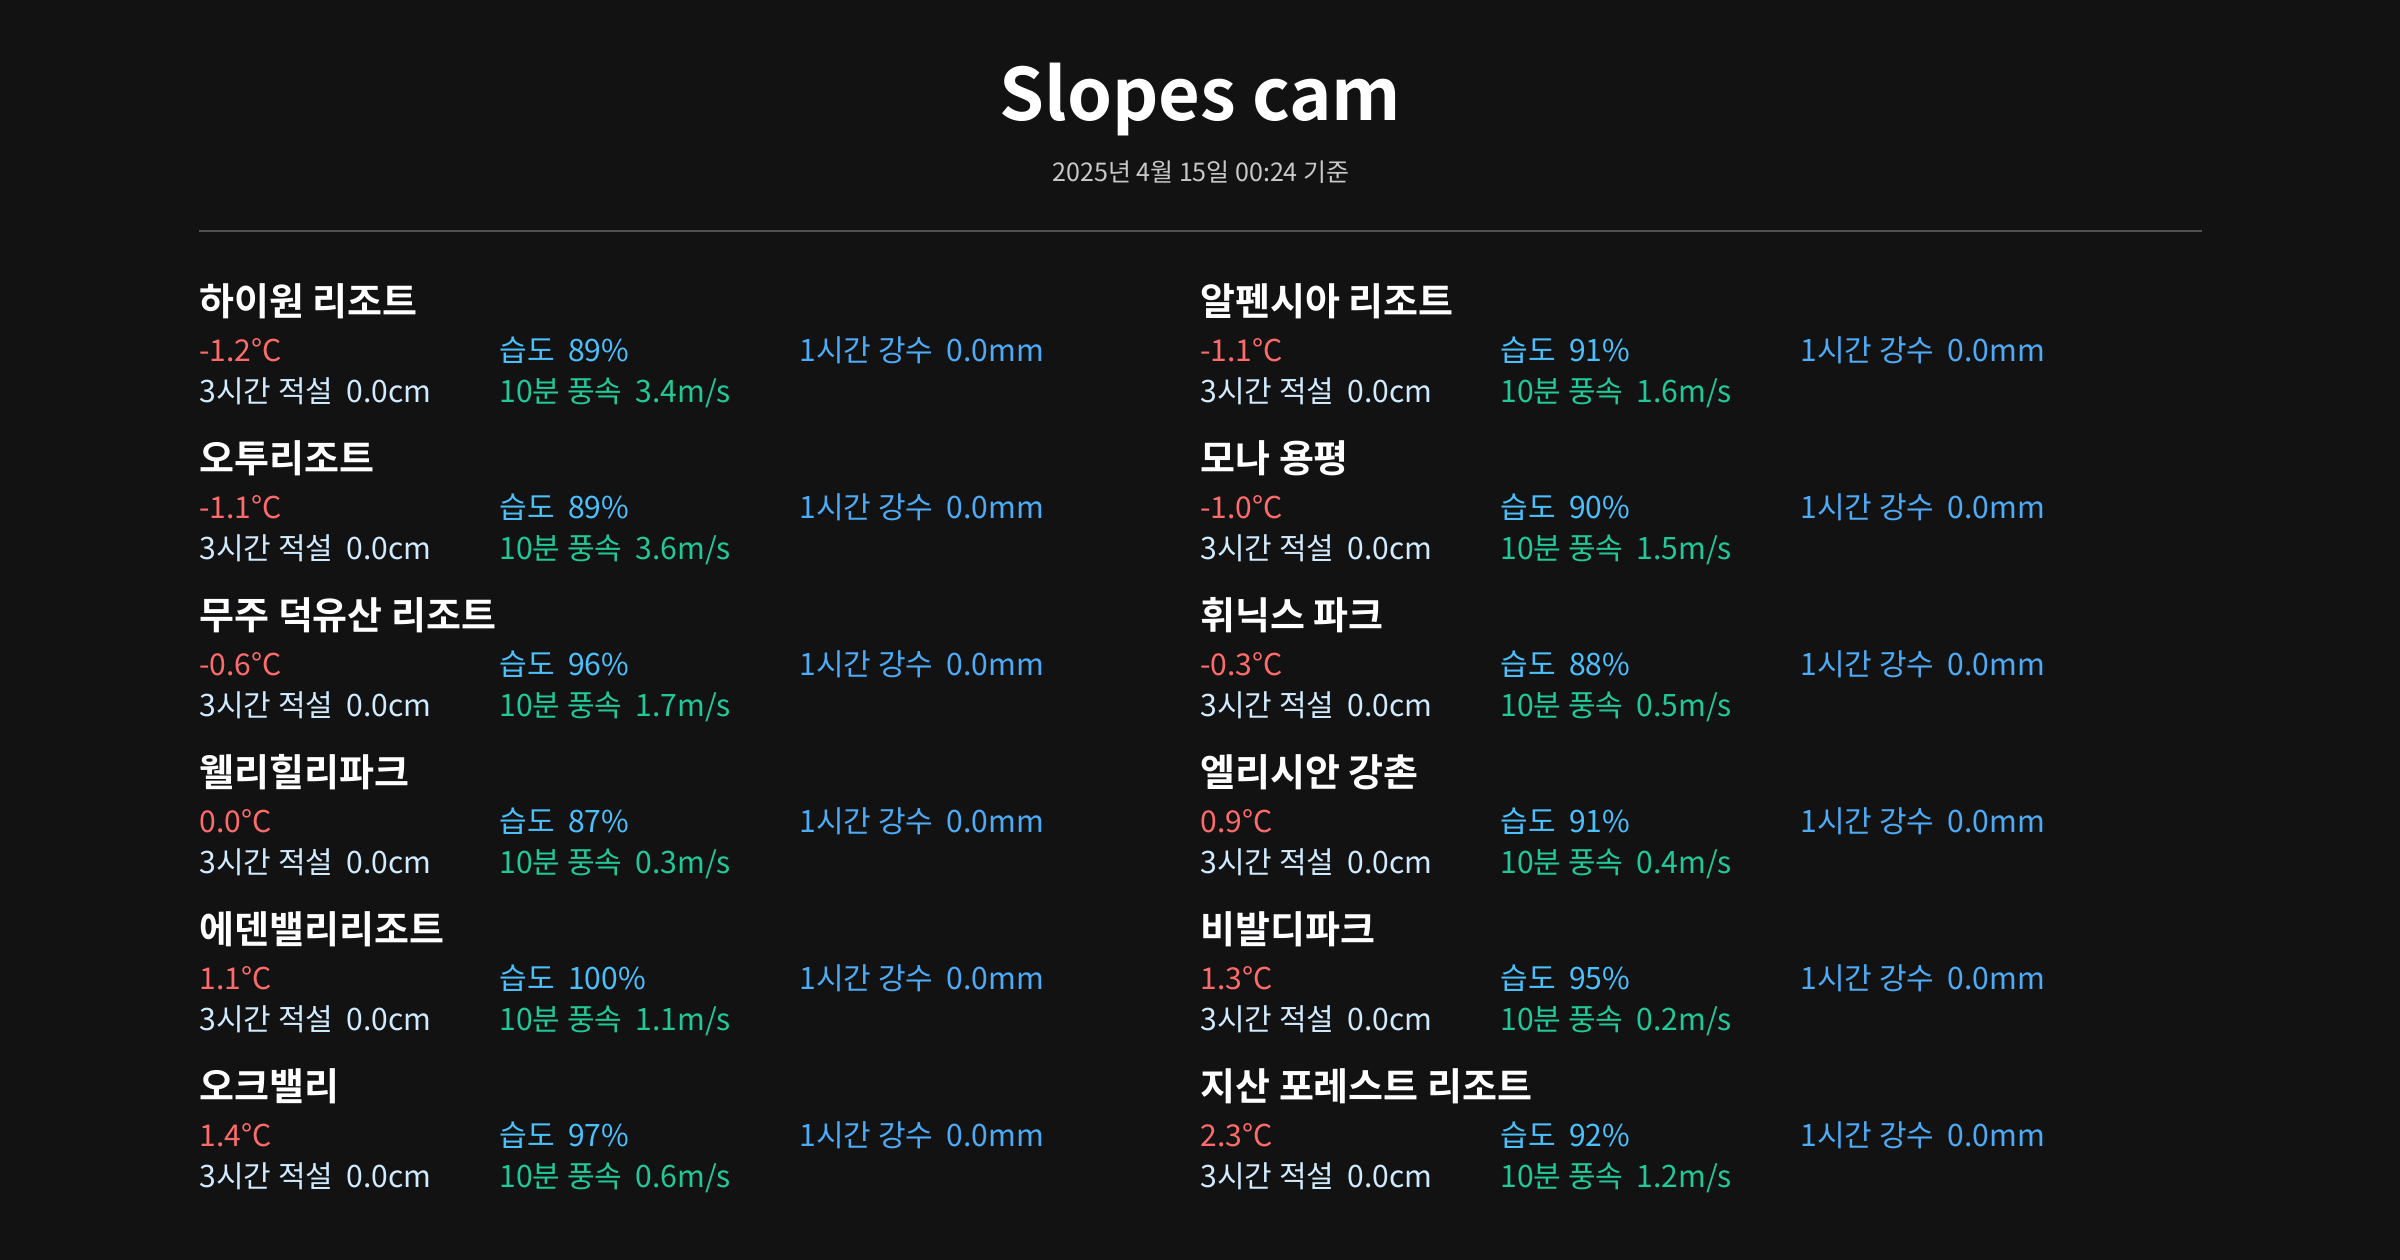 Slopes cam
2025년 4월 15일 00:24 기준
하이원 리조트
-1.2°C 습도 89% 1시간 강수 0.0mm
3시간 적설 0.0cm 10분 풍속 3.4m/s
알펜시아 리조트
-1.1°C 습도 91% 1시간 강수 0.0mm
3시간 적설 0.0cm 10분 풍속 1.6m/s
오투리조트
-1.1°C 습도 89% 1시간 강수 0.0mm
3시간 적설 0.0cm 10분 풍속 3.6m/s
모나 용평
-1.0°C 습도 90% 1시간 강수 0.0mm
3시간 적설 0.0cm 10분 풍속 1.5m/s
무주 덕유산 리조트
-0.6°C 습도 96% 1시간 강수 0.0mm
3시간 적설 0.0cm 10분 풍속 1.7m/s
휘닉스 파크
-0.3°C 습도 88% 1시간 강수 0.0mm
3시간 적설 0.0cm 10분 풍속 0.5m/s
웰리힐리파크
0.0°C 습도 87% 1시간 강수 0.0mm
3시간 적설 0.0cm 10분 풍속 0.3m/s
엘리시안 강촌
0.9°C 습도 91% 1시간 강수 0.0mm
3시간 적설 0.0cm 10분 풍속 0.4m/s
에덴밸리리조트
1.1°C 습도 100% 1시간 강수 0.0mm
3시간 적설 0.0cm 10분 풍속 1.1m/s
비발디파크
1.3°C 습도 95% 1시간 강수 0.0mm
3시간 적설 0.0cm 10분 풍속 0.2m/s
오크밸리
1.4°C 습도 97% 1시간 강수 0.0mm
3시간 적설 0.0cm 10분 풍속 0.6m/s
지산 포레스트 리조트
2.3°C 습도 92% 1시간 강수 0.0mm
3시간 적설 0.0cm 10분 풍속 1.2m/s